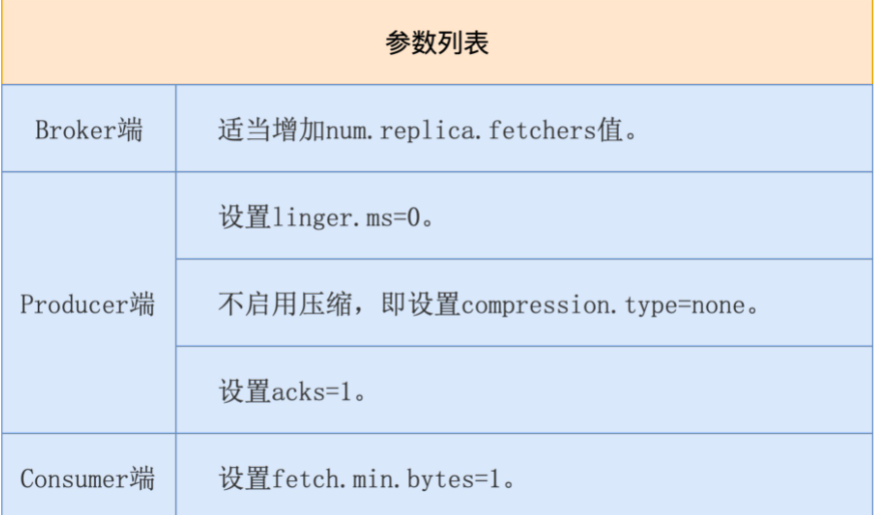 参数列表
Broker端
适当增加num.replica.fetchers值。
Producer端
设置linger.ms=0。
不启用压缩，即设置compression.type=none。
设置acks=1。
Consumer端
设置fetch.min.bytes=1。